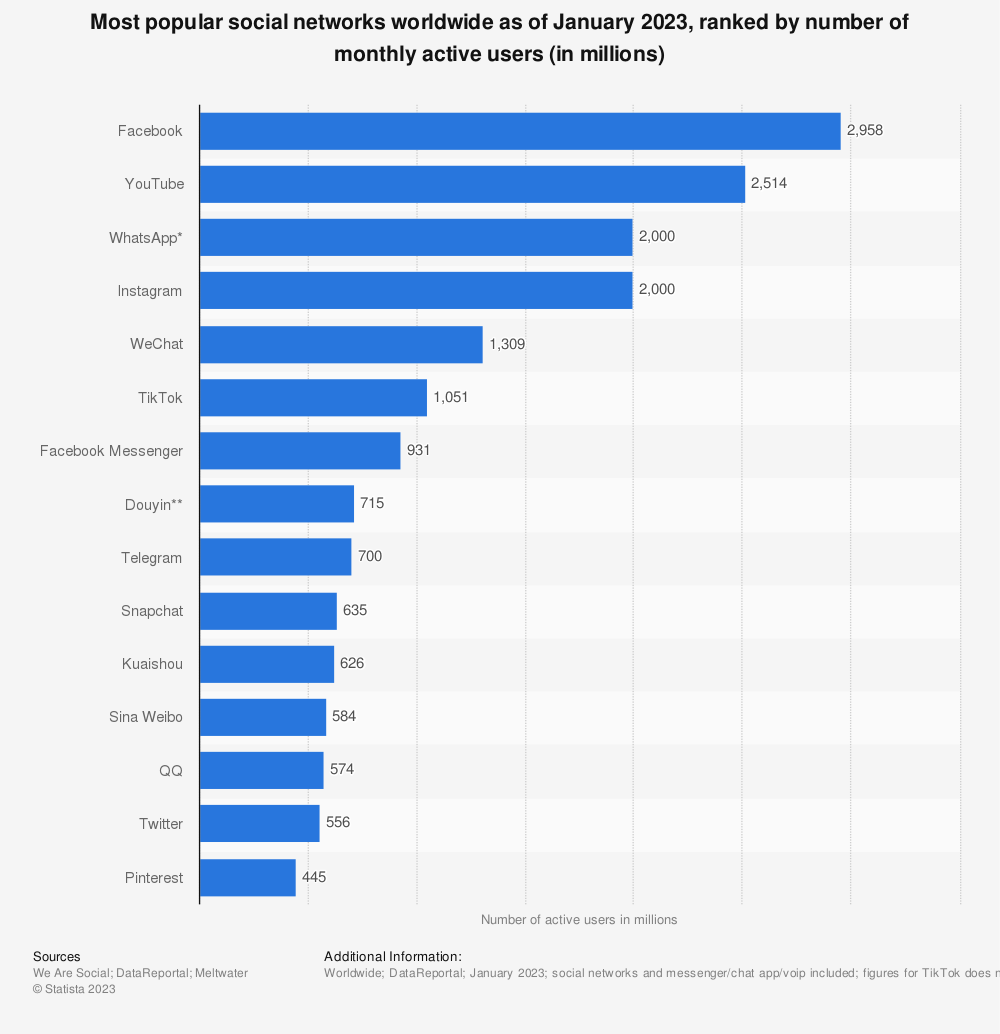 Most popular social networks worldwide as of January 2023, ranked by number of
monthly active users (in millions)
Facebook 2,958
YouTube 2,514
WhatsApp* 2,000
Instagram 2,000
WeChat 1,309
TikTok 1,051
Facebook Messenger 931
Douyin** 715
Telegram 700
Snapchat 635
Kuaishou 626
Sina Weibo 584
QQ 574
Twitter 556
Pinterest 445
Number of active users in millions
Sources
We Are Social; DataReportal; Meltwater
© Statista 2023
Additional Information:
Worldwide; DataReportal; January 2023; social networks and messenger/chat app/voip included; figures for TikTok does